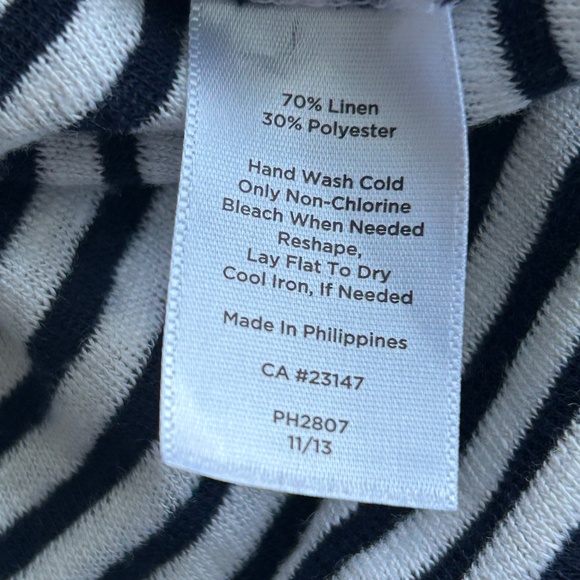 70% Linen
30% Polyester
Hand Wash Cold
Only Non-Chlorine
Bleach When Needed
Reshape,
Lay Flat To Dry
Cool Iron, If Needed
Made In Philippines
CA #23147
PH2807
11/13